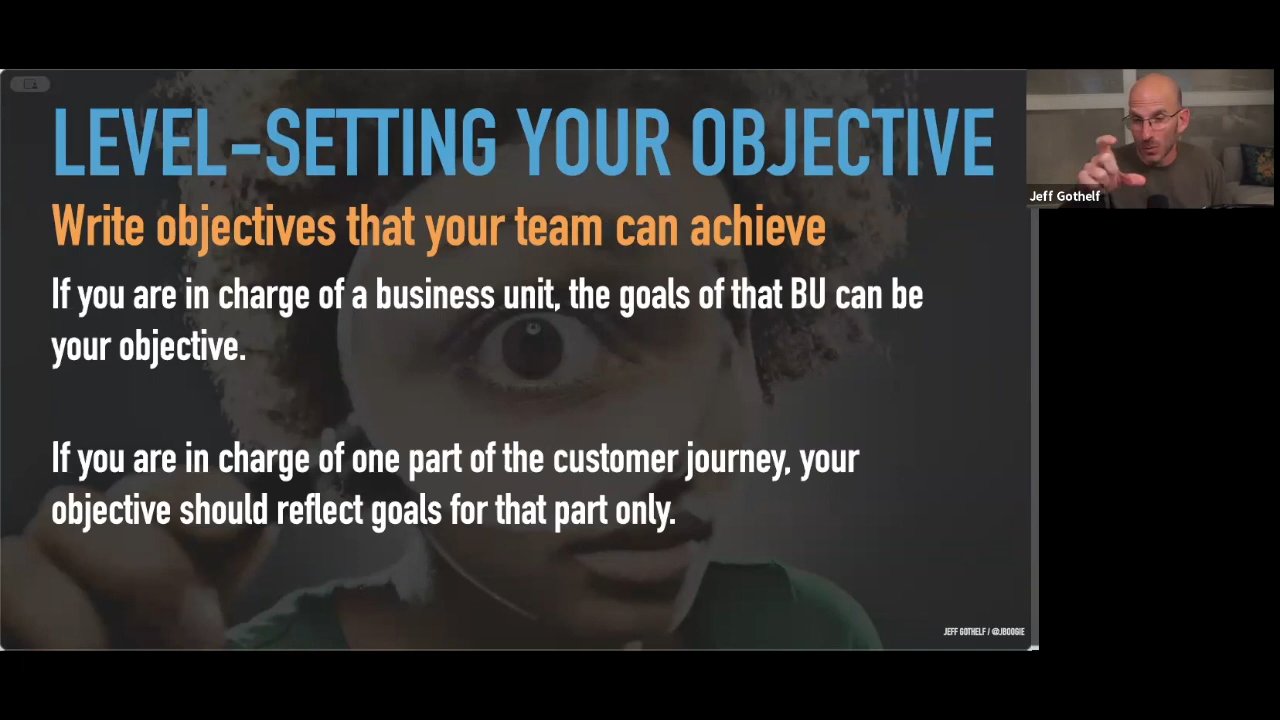 LEVEL-SETTING YOUR OBJECTIVE
Write objectives that your team can achieve
If you are in charge of a business unit, the goals of that BU can be
your objective.
If you are in charge of one part of the customer journey, your
objective should reflect goals for that part only.
JEFF GOTHELF / @JBOOGIE
Jeff Gothelf